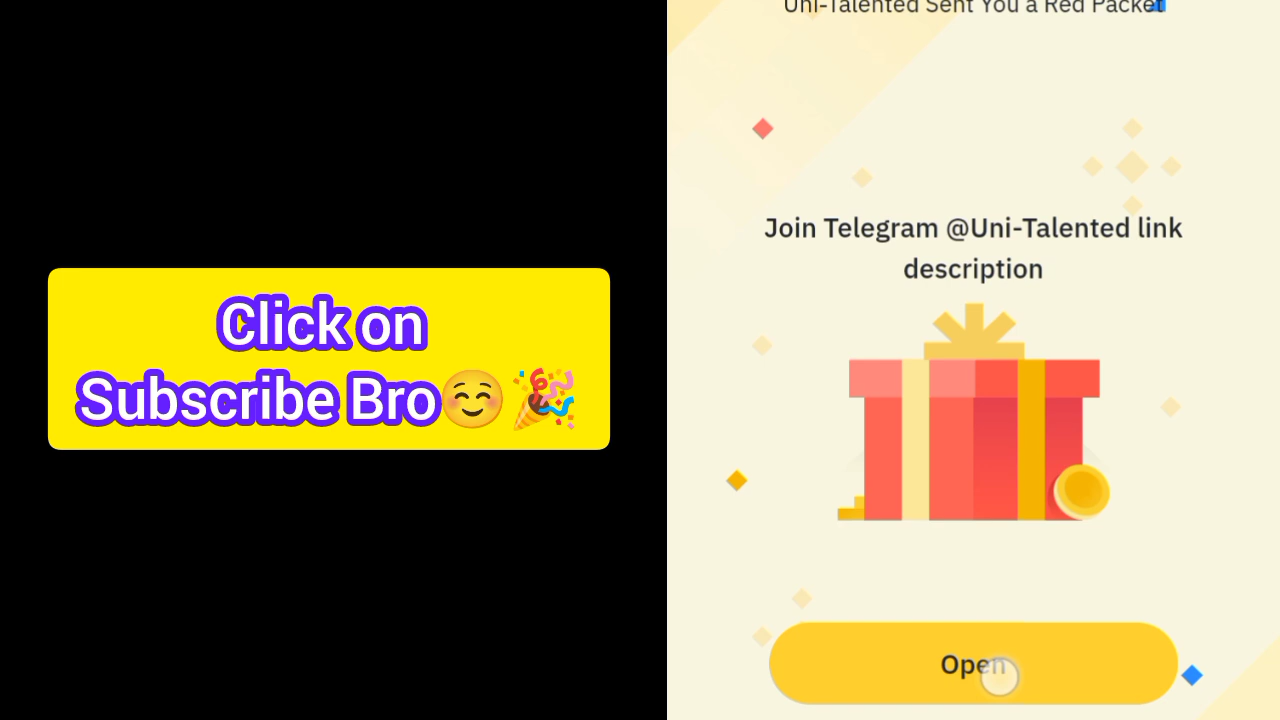 Click on
Subscribe Bro☺️🎉
Uni-Talented Sent You a Red Packet
Join Telegram @Uni-Talented link
description
Open